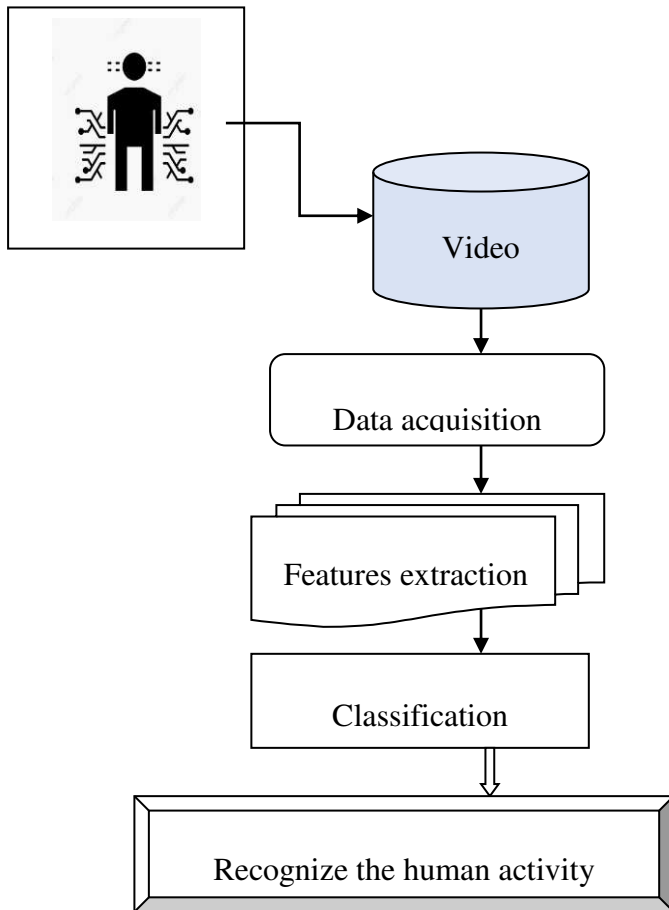 Video
Data acquisition
Features extraction
Classification
Recognize the human activity